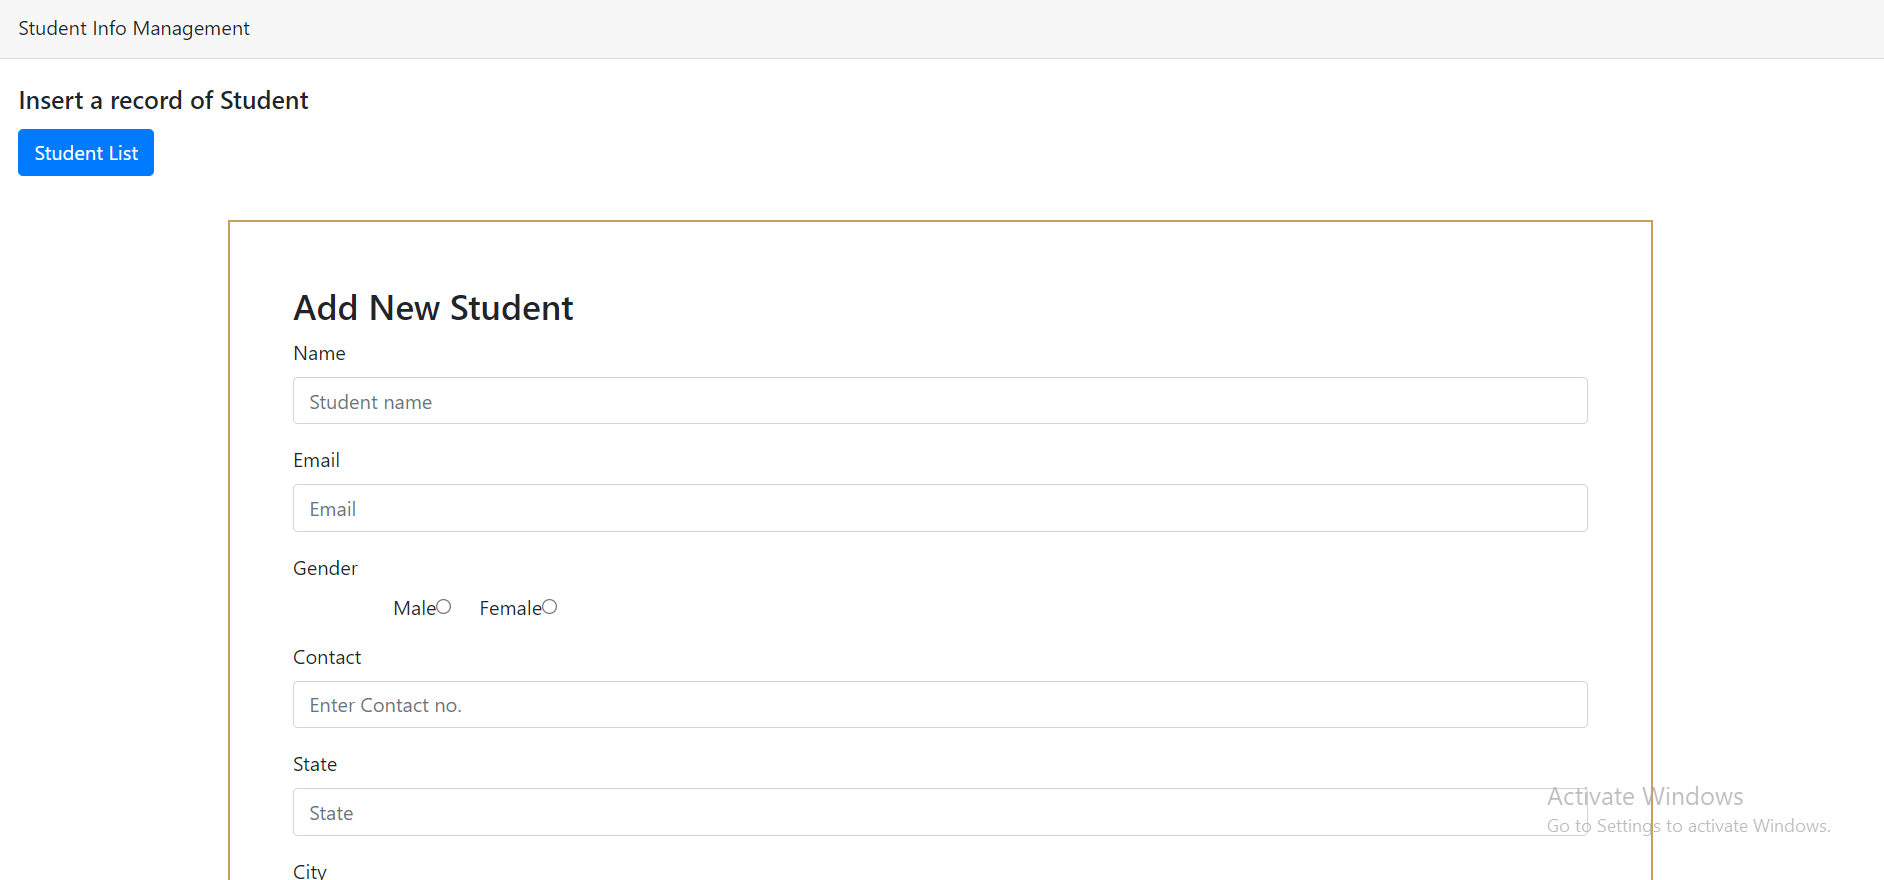 Student Info Management
Insert a record of Student
Student List
Add New Student
Name
Student name
Email
Email
Gender
Male Female
Contact
Enter Contact no.
State
State
Activate Windows
Go to Settings to activate Windows.
City